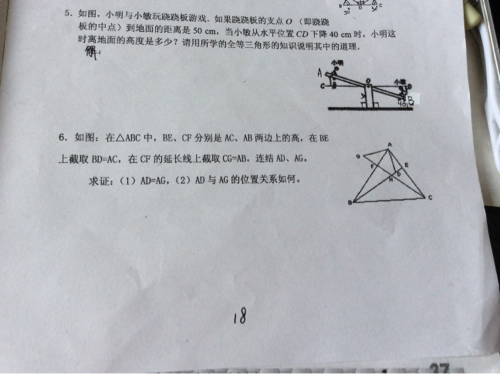 5. 如图，小明与小敏玩跷跷板游戏．如果跷跷板的支点 O （即跷跷
板的中点）到地面的距离是 50 cm，当小敏从水平位置 CD 下降 40 cm 时，小明这
时离地面的高度是多少？请用所学的全等三角形的知识说明其中的道理．
解:
小明
小敏
A
C
O
D
B
6. 如图：在△ABC 中，BE、CF 分别是 AC、AB 两边上的高，在 BE
上截取 BD=AC，在 CF 的延长线上截取 CG=AB，连结 AD、AG。
求证：（1）AD=AG，（2）AD 与 AG 的位置关系如何。
A
G
F
E
D
H
B
C
18
37